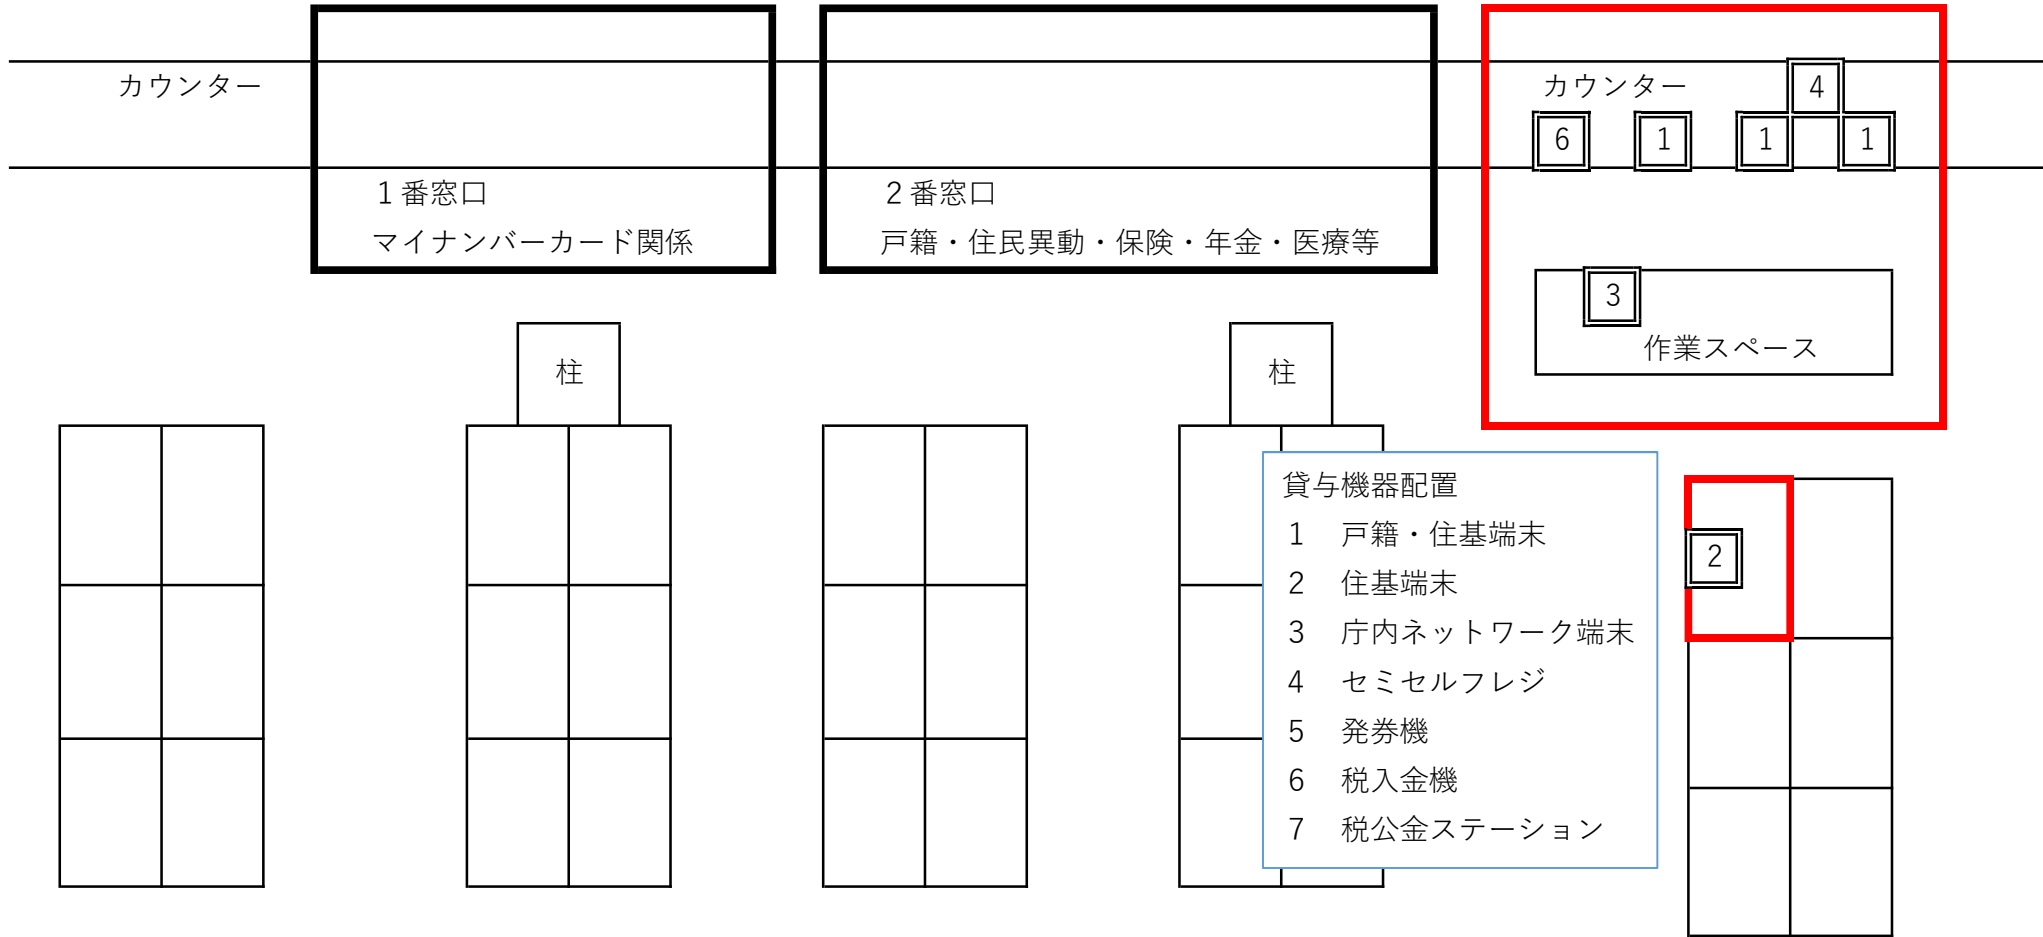 カウンター
カウンター
4
6 1 1 1
1番窓口
マイナンバーカード関係
2番窓口
戸籍・住民異動・保険・年金・医療等
3
作業スペース
柱
柱
貸与機器配置
1 戸籍・住基端末
2 住基端末
3 庁内ネットワーク端末
4 セミセルフレジ
5 発券機
6 税入金機
7 税公金ステーション
2